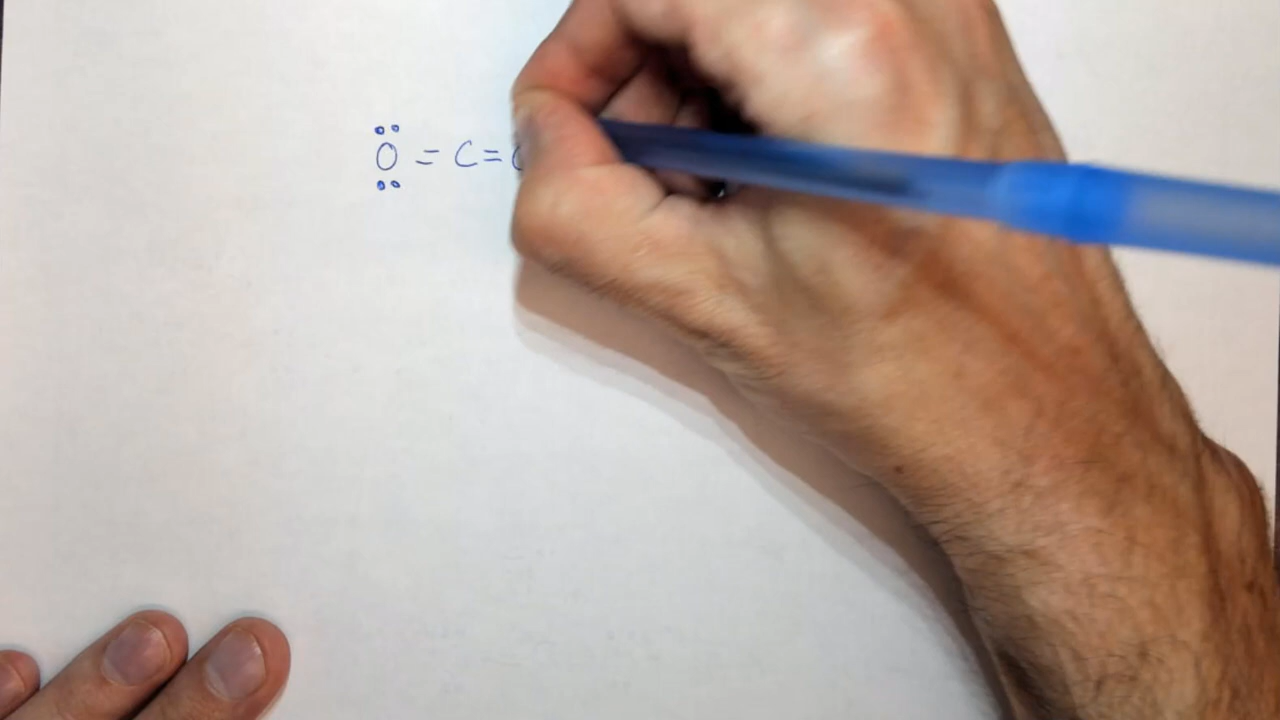 O = C =